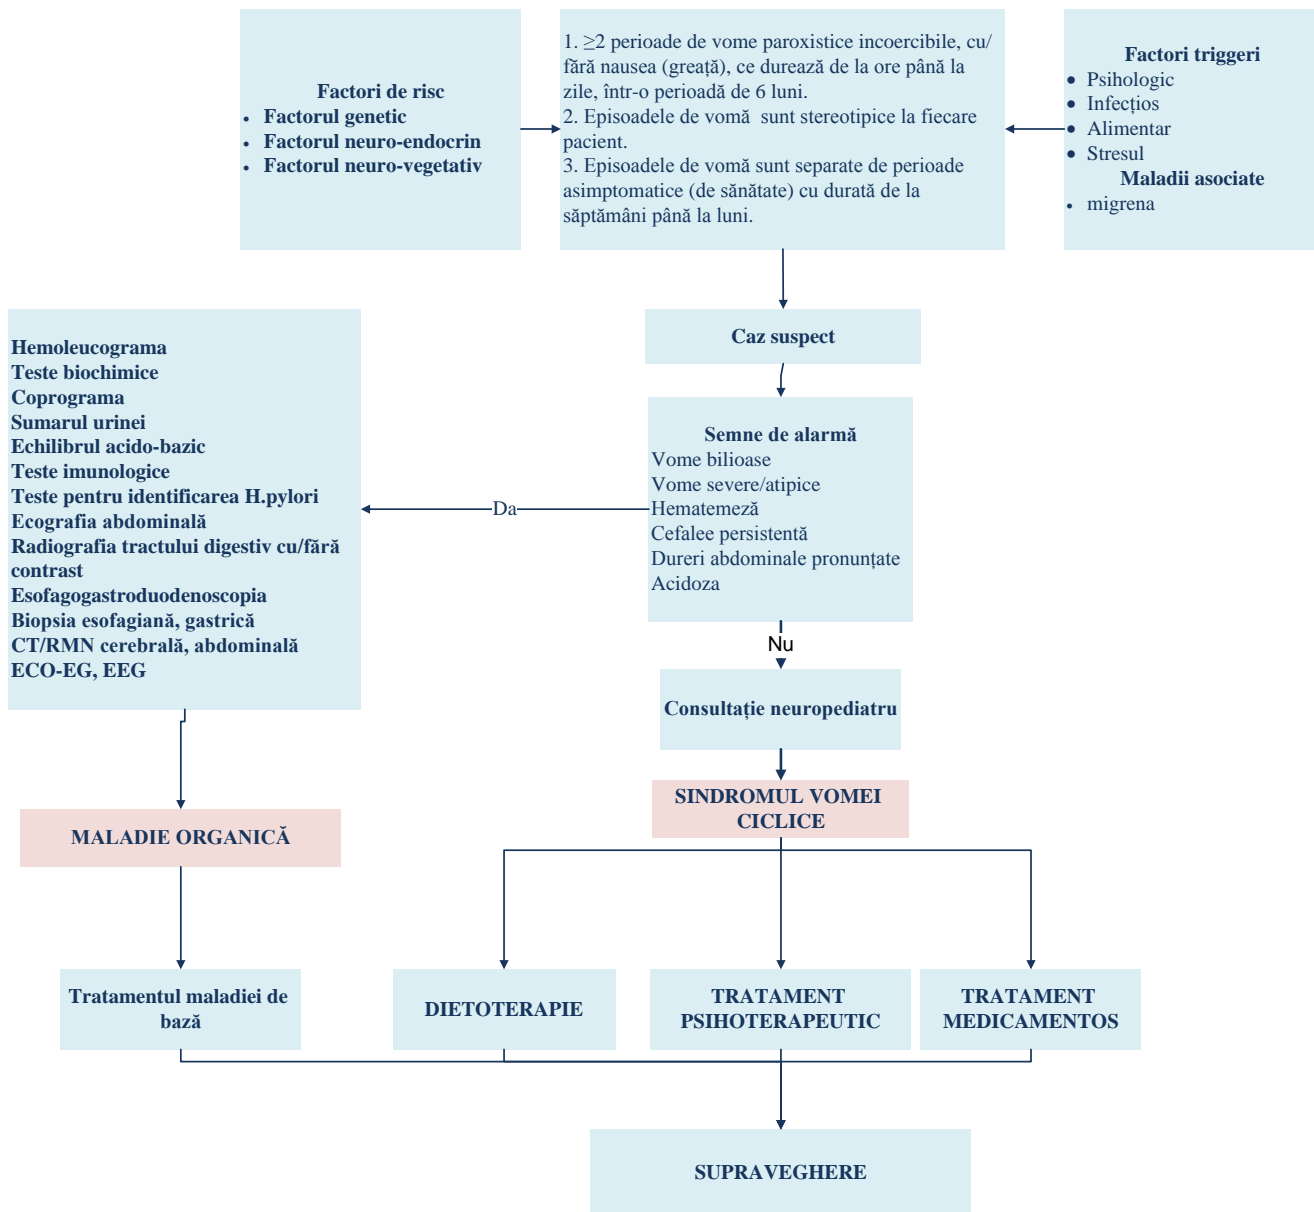 Factori de risc
• Factorul genetic
• Factorul neuro-endocrin
• Factorul neuro-vegetativ
1. ≥2 perioade de vome paroxistice incoercibile, cu/
fără nausea (greață), ce durează de la ore până la
zile, într-o perioadă de 6 luni.
2. Episoadele de vomă sunt stereotipice la fiecare
pacient.
3. Episoadele de vomă sunt separate de perioade
asimptomatice (de sănătate) cu durată de la
săptămâni până la luni.
Factori triggeri
• Psihologic
• Infecțios
• Alimentar
• Stresul
Maladii asociate
• migrena
Caz suspect
Semne de alarmă
Vome bilioase
Vome severe/atipice
Hematemeză
Cefalee persistentă
Dureri abdominale pronunțate
Acidoza
Da
Hemoleucograma
Teste biochimice
Coprograma
Sumarul urinei
Echilibrul acido-bazic
Teste imunologice
Teste pentru identificarea H.pylori
Ecografia abdominală
Radiografia tractului digestiv cu/fără
contrast
Esofagogastroduodenoscopia
Biopsia esofagiană, gastrică
CT/RMN cerebrală, abdominală
ECO-EG, EEG
Nu
Consultație neuropediatru
SINDROMUL VOMEI
CICLICE
MALADIE ORGANICĂ
Tratamentul maladiei de
bază
DIETOTERAPIE
TRATAMENT
PSIHOTERAPEUTIC
TRATAMENT
MEDICAMENTOS
SUPRAVEGHERE